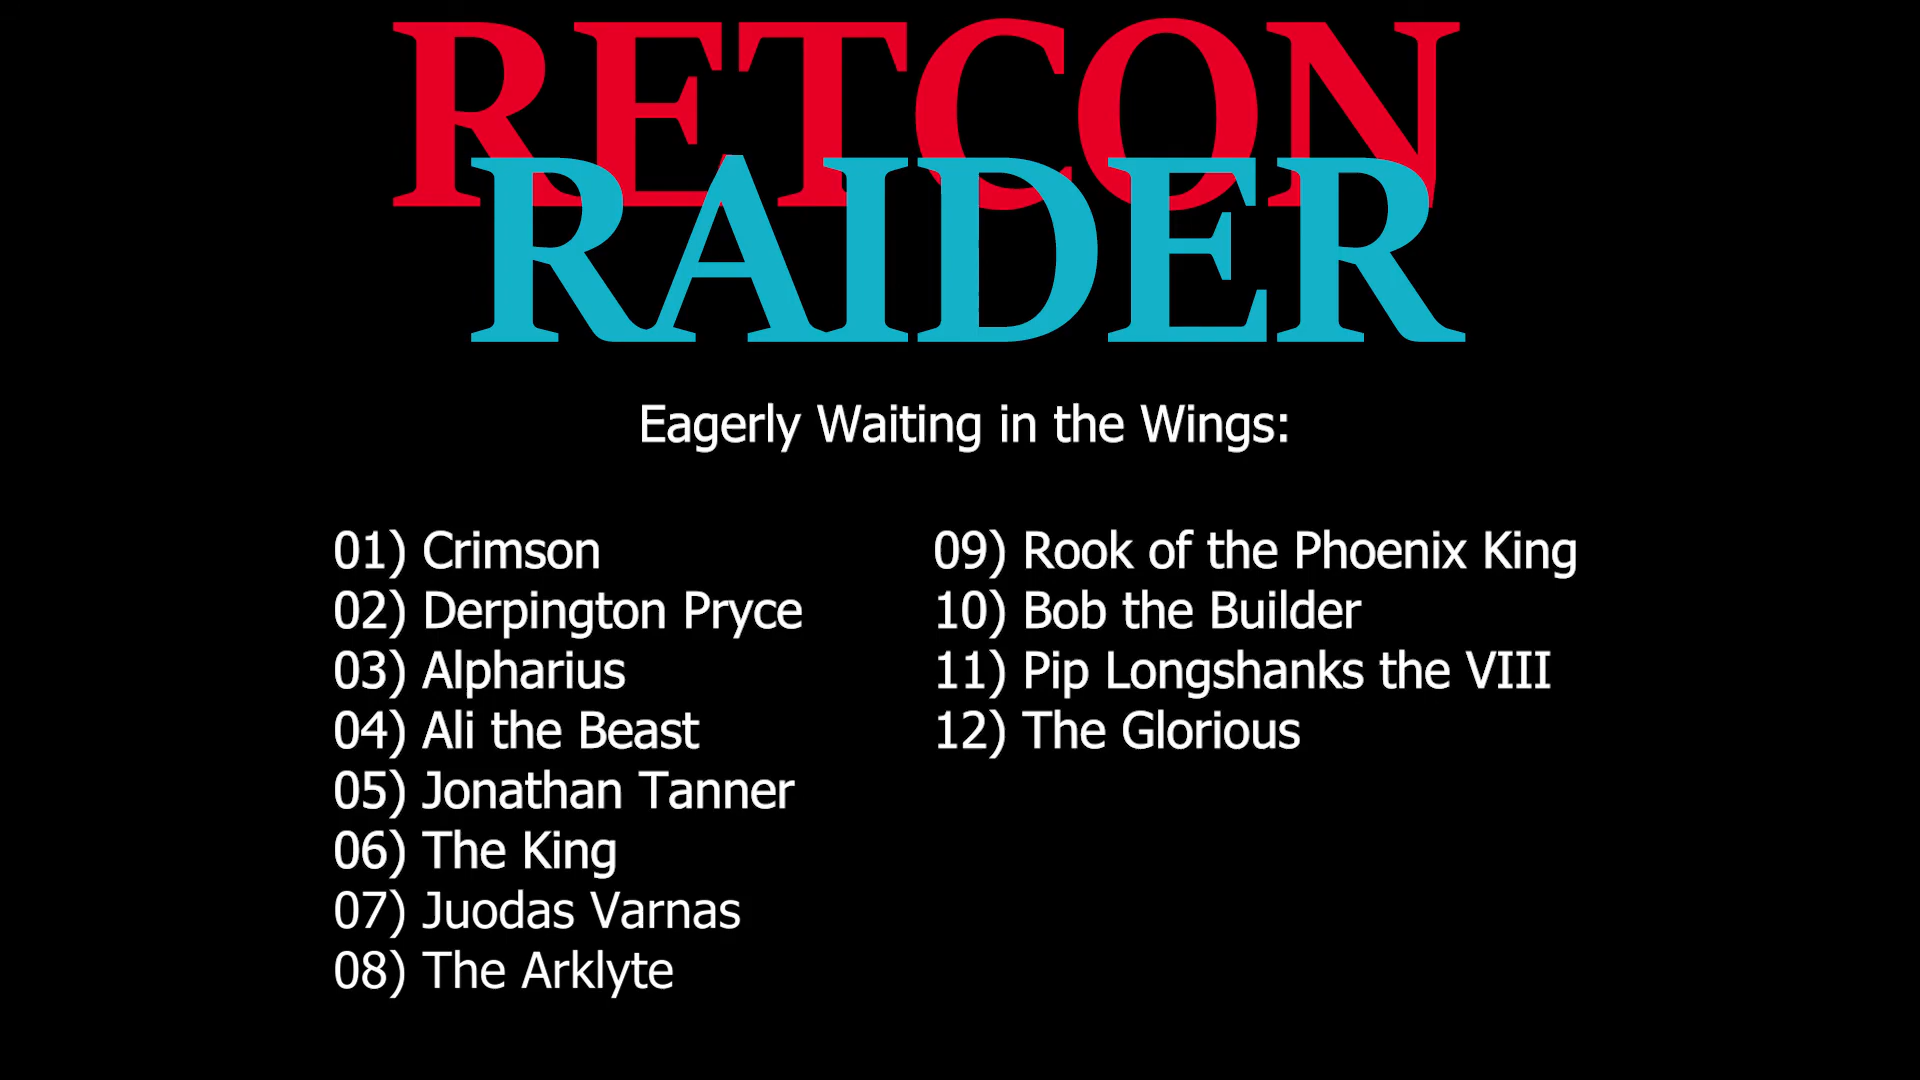 RETCON
RAIDER
Eagerly Waiting in the Wings:
01) Crimson
02) Derpington Pryce
03) Alpharius
04) Ali the Beast
05) Jonathan Tanner
06) The King
07) Juodas Varnas
08) The Arklyte
09) Rook of the Phoenix King
10) Bob the Builder
11) Pip Longshanks the VIII
12) The Glorious